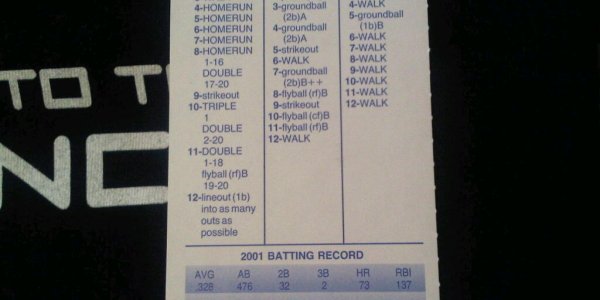 4-HOMERUN
5-HOMERUN
6-HOMERUN
7-HOMERUN
8-HOMERUN
1-16
DOUBLE
17-20
9-strikeout
10-TRIPLE
1
DOUBLE
2-20
11-DOUBLE
1-18
flyball (rf)B
19-20
12-lineout (1b)
into as many
outs as
possible
3-groundball
(2b)A
4-groundball
(2b)A
5-strikeout
6-WALK
7-groundball
(2b)B++
8-flyball (rf)B
9-strikeout
10-flyball (cf)B
11-flyball (rf)B
12-WALK
4-WALK
5-groundball
(1b)B
6-WALK
7-WALK
8-WALK
9-WALK
10-WALK
11-WALK
12-WALK
2001 BATTING RECORD
AVG AB 2B 3B HR RBI
.328 476 32 2 73 137
TO T
NC